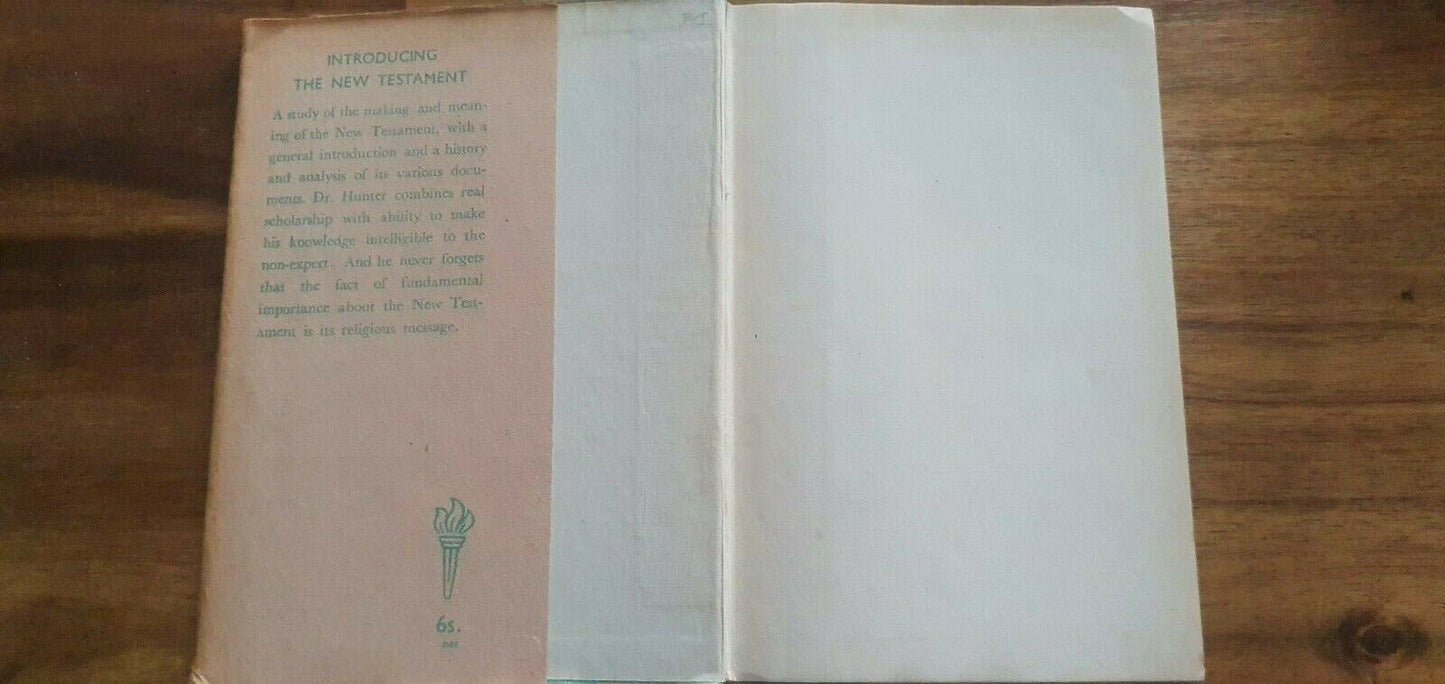 INTRODUCING
THE NEW TESTAMENT
A study of the making and mean-
ing of the New Testament, with a
general introduction and a history
and analysis of its various docu-
ments. Dr. Hunter combines real
scholarship with ability to make
his knowledge intelligible to the
non-expert. And he never forgets
that the fact of fundamental
importance about the New Test-
ament is its religious message.
6s.